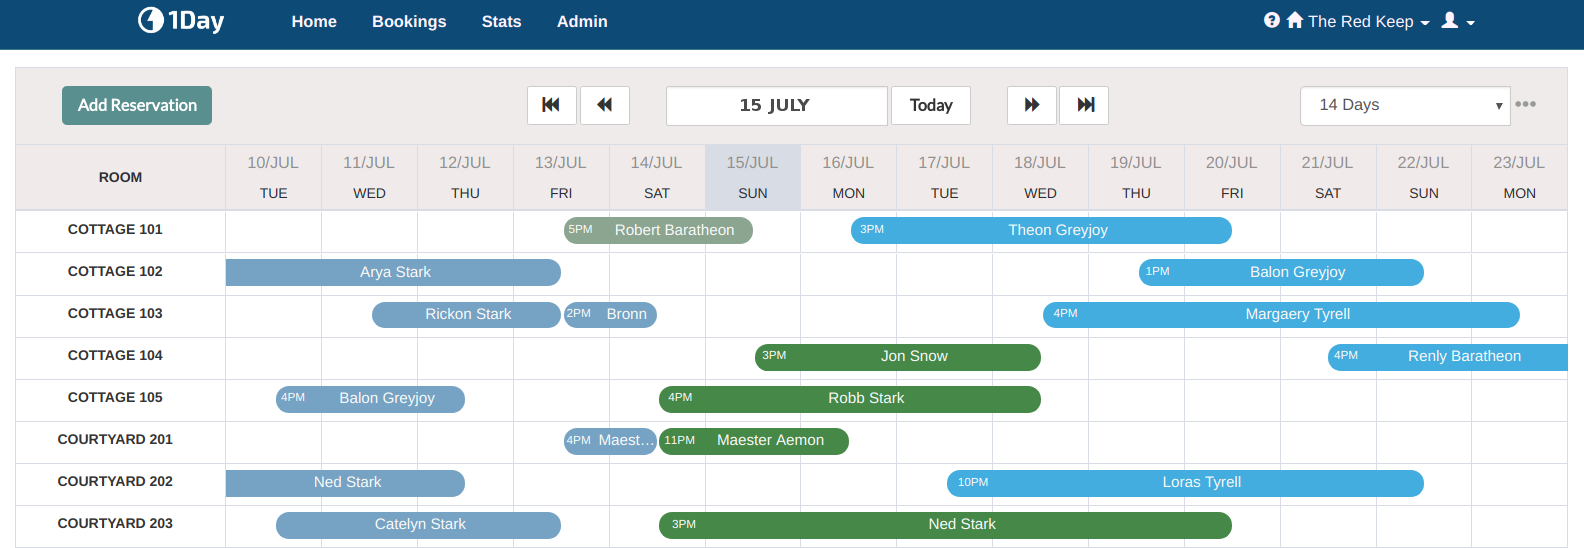 1Day Home Bookings Stats Admin The Red Keep
Add Reservation 15 JULY Today 14 Days
10/JUL 11/JUL 12/JUL 13/JUL 14/JUL 15/JUL 16/JUL 17/JUL 18/JUL 19/JUL 20/JUL 21/JUL 22/JUL 23/JUL
ROOM TUE WED THU FRI SAT SUN MON TUE WED THU FRI SAT SUN MON
COTTAGE 101 5PM Robert Baratheon 3PM Theon Greyjoy
COTTAGE 102 Arya Stark 1PM Balon Greyjoy
COTTAGE 103 Rickon Stark 2PM Bronn 4PM Margaery Tyrell
COTTAGE 104 3PM Jon Snow 4PM Renly Baratheon
COTTAGE 105 4PM Balon Greyjoy 4PM Robb Stark
COURTYARD 201 4PM Maest... 11PM Maester Aemon
COURTYARD 202 Ned Stark 10PM Loras Tyrell
COURTYARD 203 Catelyn Stark 3PM Ned Stark